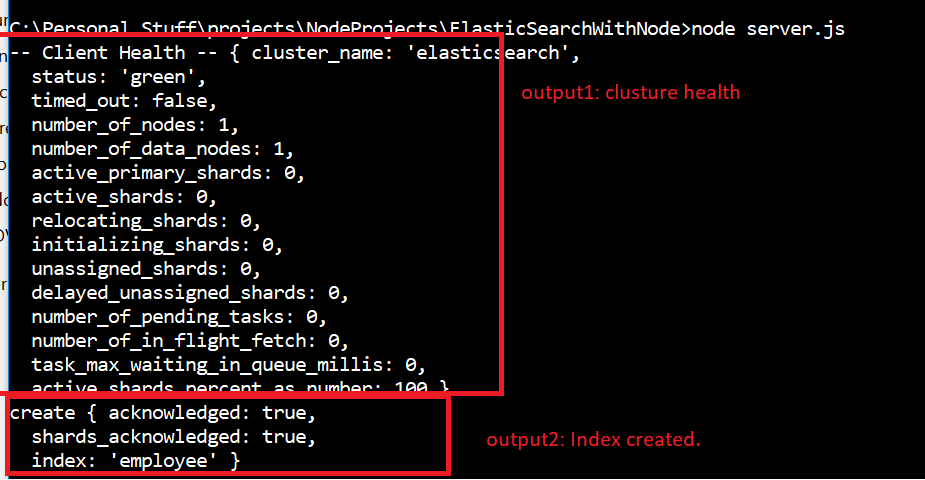 C:\Personal Stuff\projects\NodeProjects\ElasticSearchWithNode>node server.js
-- Client Health -- { cluster_name: 'elasticsearch',
status: 'green',
timed_out: false,
output1: clusture health
number_of_nodes: 1,
number_of_data_nodes: 1,
active_primary_shards: 0,
active_shards: 0,
relocating_shards: 0,
initializing_shards: 0,
unassigned_shards: 0,
delayed_unassigned_shards: 0,
number_of_pending_tasks: 0,
number_of_in_flight_fetch: 0,
task_max_waiting_in_queue_millis: 0,
active_shards_percent_as_number: 100 }
create { acknowledged: true,
shards_acknowledged: true,
output2: Index created.
index: 'employee' }